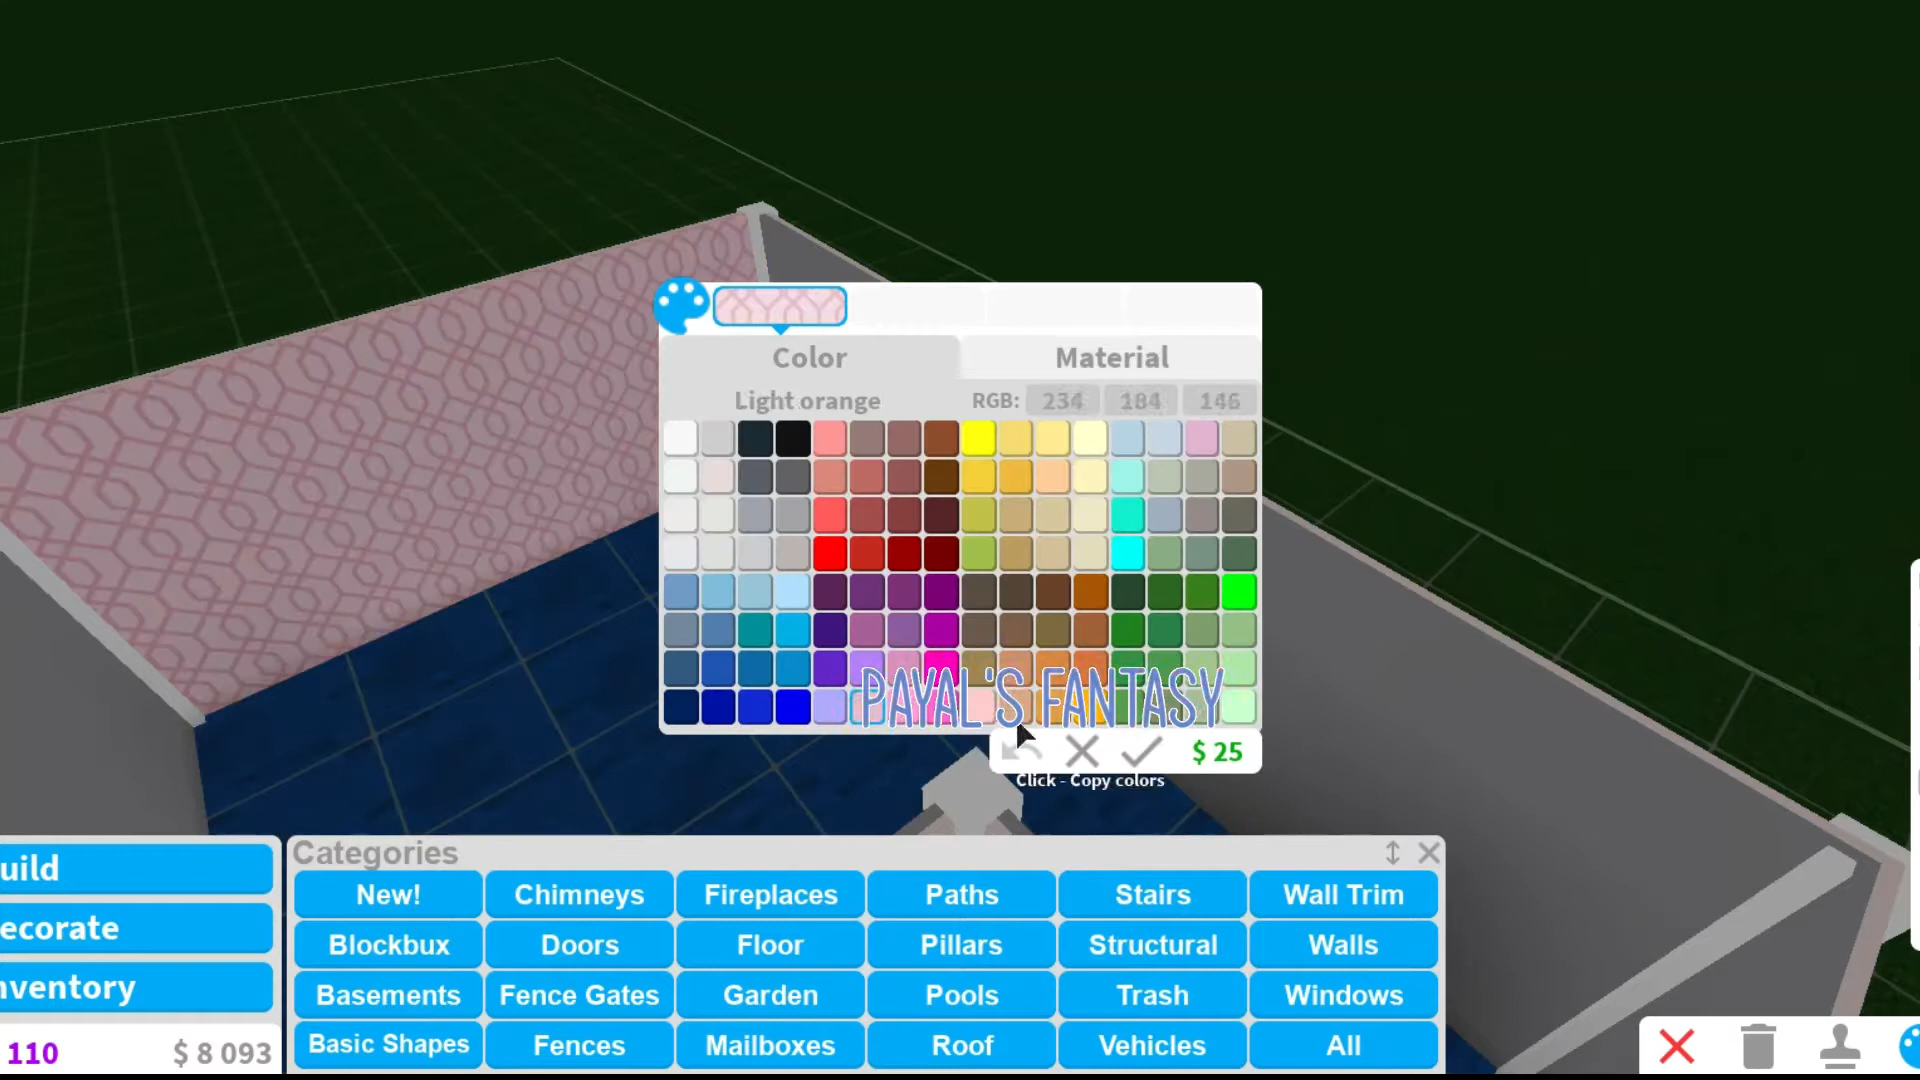 Color
Material
Light orange
RGB: 234 184 146
PAYAL'S FANTASY
$ 25
Click - Copy colors
uild
ecorate
nventory
110
$ 8 093
Categories
New!
Chimneys
Fireplaces
Paths
Stairs
Wall Trim
Blockbux
Doors
Floor
Pillars
Structural
Walls
Basements
Fence Gates
Garden
Pools
Trash
Windows
Basic Shapes
Fences
Mailboxes
Roof
Vehicles
All